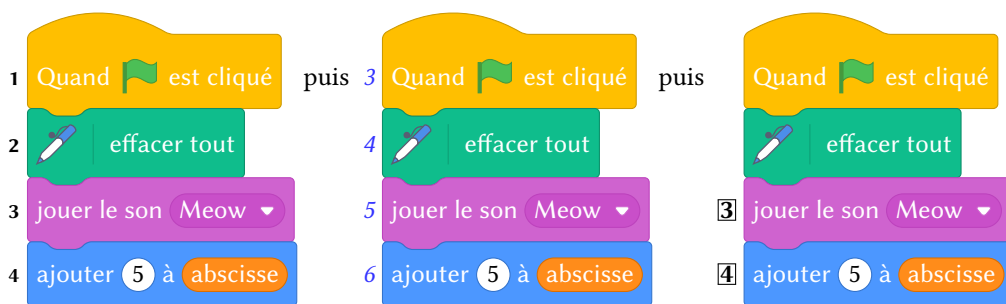 1 Quand est cliqué puis 3 Quand est cliqué puis Quand est cliqué
2 effacer tout 4 effacer tout effacer tout
3 jouer le son Meow 5 jouer le son Meow 3 jouer le son Meow
4 ajouter 5 à abscisse 6 ajouter 5 à abscisse 4 ajouter 5 à abscisse